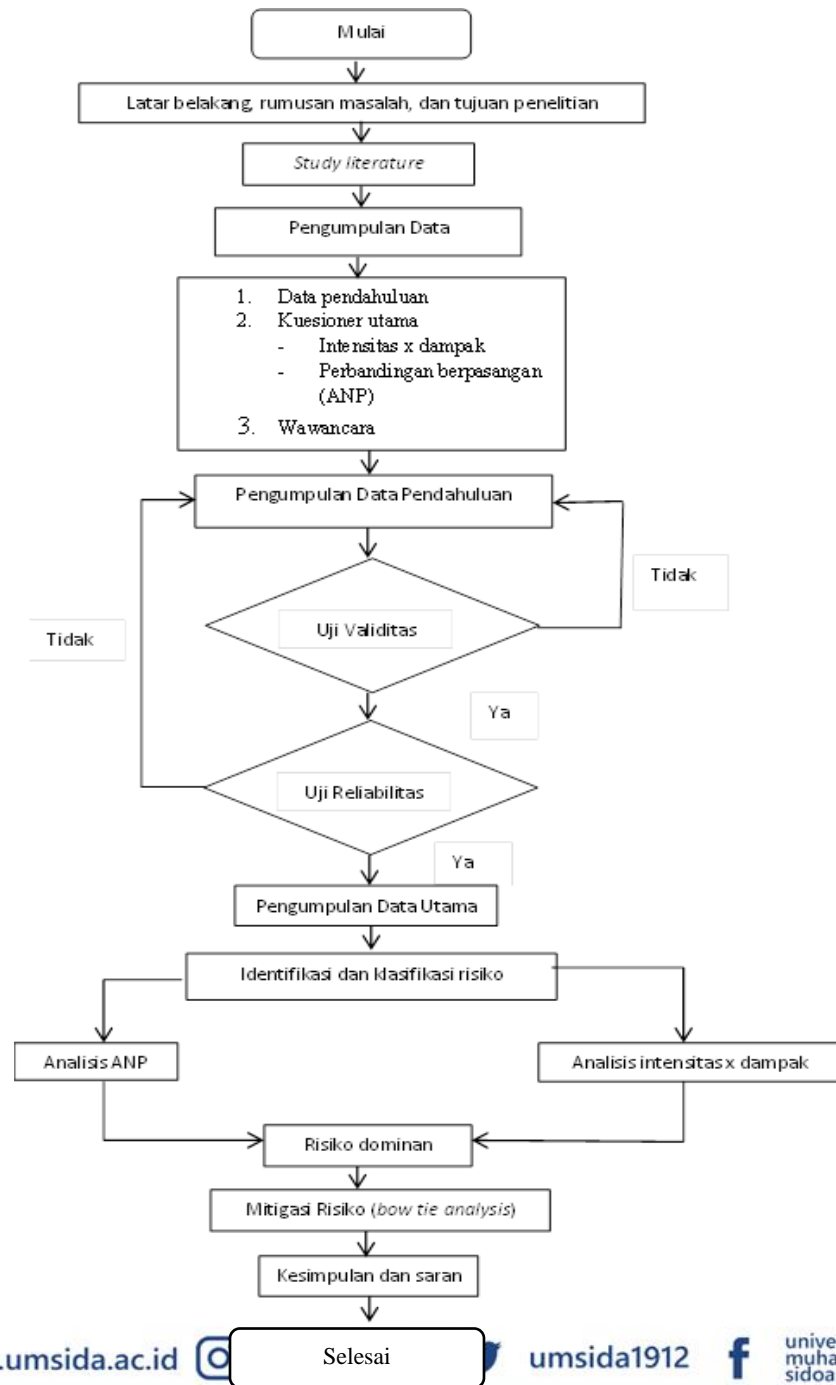 Mulai
Latar belakang, rumusan masalah, dan tujuan penelitian
Study literature
Pengumpulan Data
1. Data pendahuluan
2. Kuesioner utama
- Intensitas x dampak
- Perbandingan berpasangan
(ANP)
3. Wawancara
Pengumpulan Data Pendahuluan
Tidak
Uji Validitas
Tidak
Ya
Uji Reliabilitas
Ya
Pengumpulan Data Utama
Identifikasi dan klasifikasi risiko
Analisis ANP
Analisis intensitas x dampak
Risiko dominan
Mitigasi Risiko (bow tie analysis)
Kesimpulan dan saran
Selesai
.umsida.ac.id
umsida1912
unive
muha
sidoa